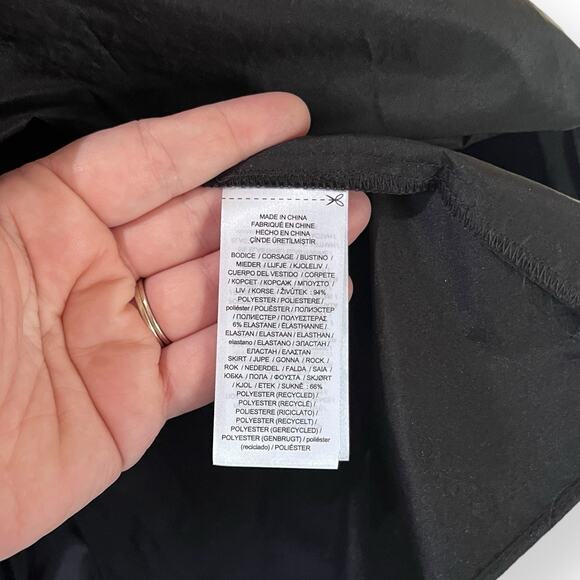 MADE IN CHINA
FABRIQUÉ EN CHINE
HECHO EN CHINA
ÇİN'DE ÜRETİLMİŞTİR
BODICE / CORSAGE / BUSTINO /
MIEDER / LIJFJE / KJOLELIV /
CUERPO DEL VESTIDO / CORPETE
/ КОРСЕТ / КОРСАЖ / ΜΠΟΥΣΤΟ /
LIV / KORSE / ŽIVŮTEK : 94%
POLYESTER / POLIESTERE /
poliéster / POLIÉSTER / ПОЛИЭСТЕР
/ ПОЛИЕСТЕР / ΠΟΛΥΕΣΤΕΡΑΣ
6% ELASTANE / ÉLASTHANNE /
ELASTAN / ELASTAAN / ELASTHAN /
elastano / ELASTANO / ЭЛАСТАН /
ЕЛАСТАН / ΕΛΑΣΤΑΝ
SKIRT / JUPE / GONNA / ROCK /
ROK / NEDERDEL / FALDA / SAIA /
ЮБКА / ПОЛА / ΦΟΥΣΤΑ / SKJØRT
/ KJOL / ETEK / SUKNĚ : 66%
POLYESTER (RECYCLED) /
POLYESTER (RECYCLÉ) /
POLIESTERE (RICICLATO) /
POLYESTER (RECYCELT) /
POLYESTER (GERECYCLED) /
POLYESTER (GENBRUGT) / poliéster
(reciclado) / POLIÉSTER